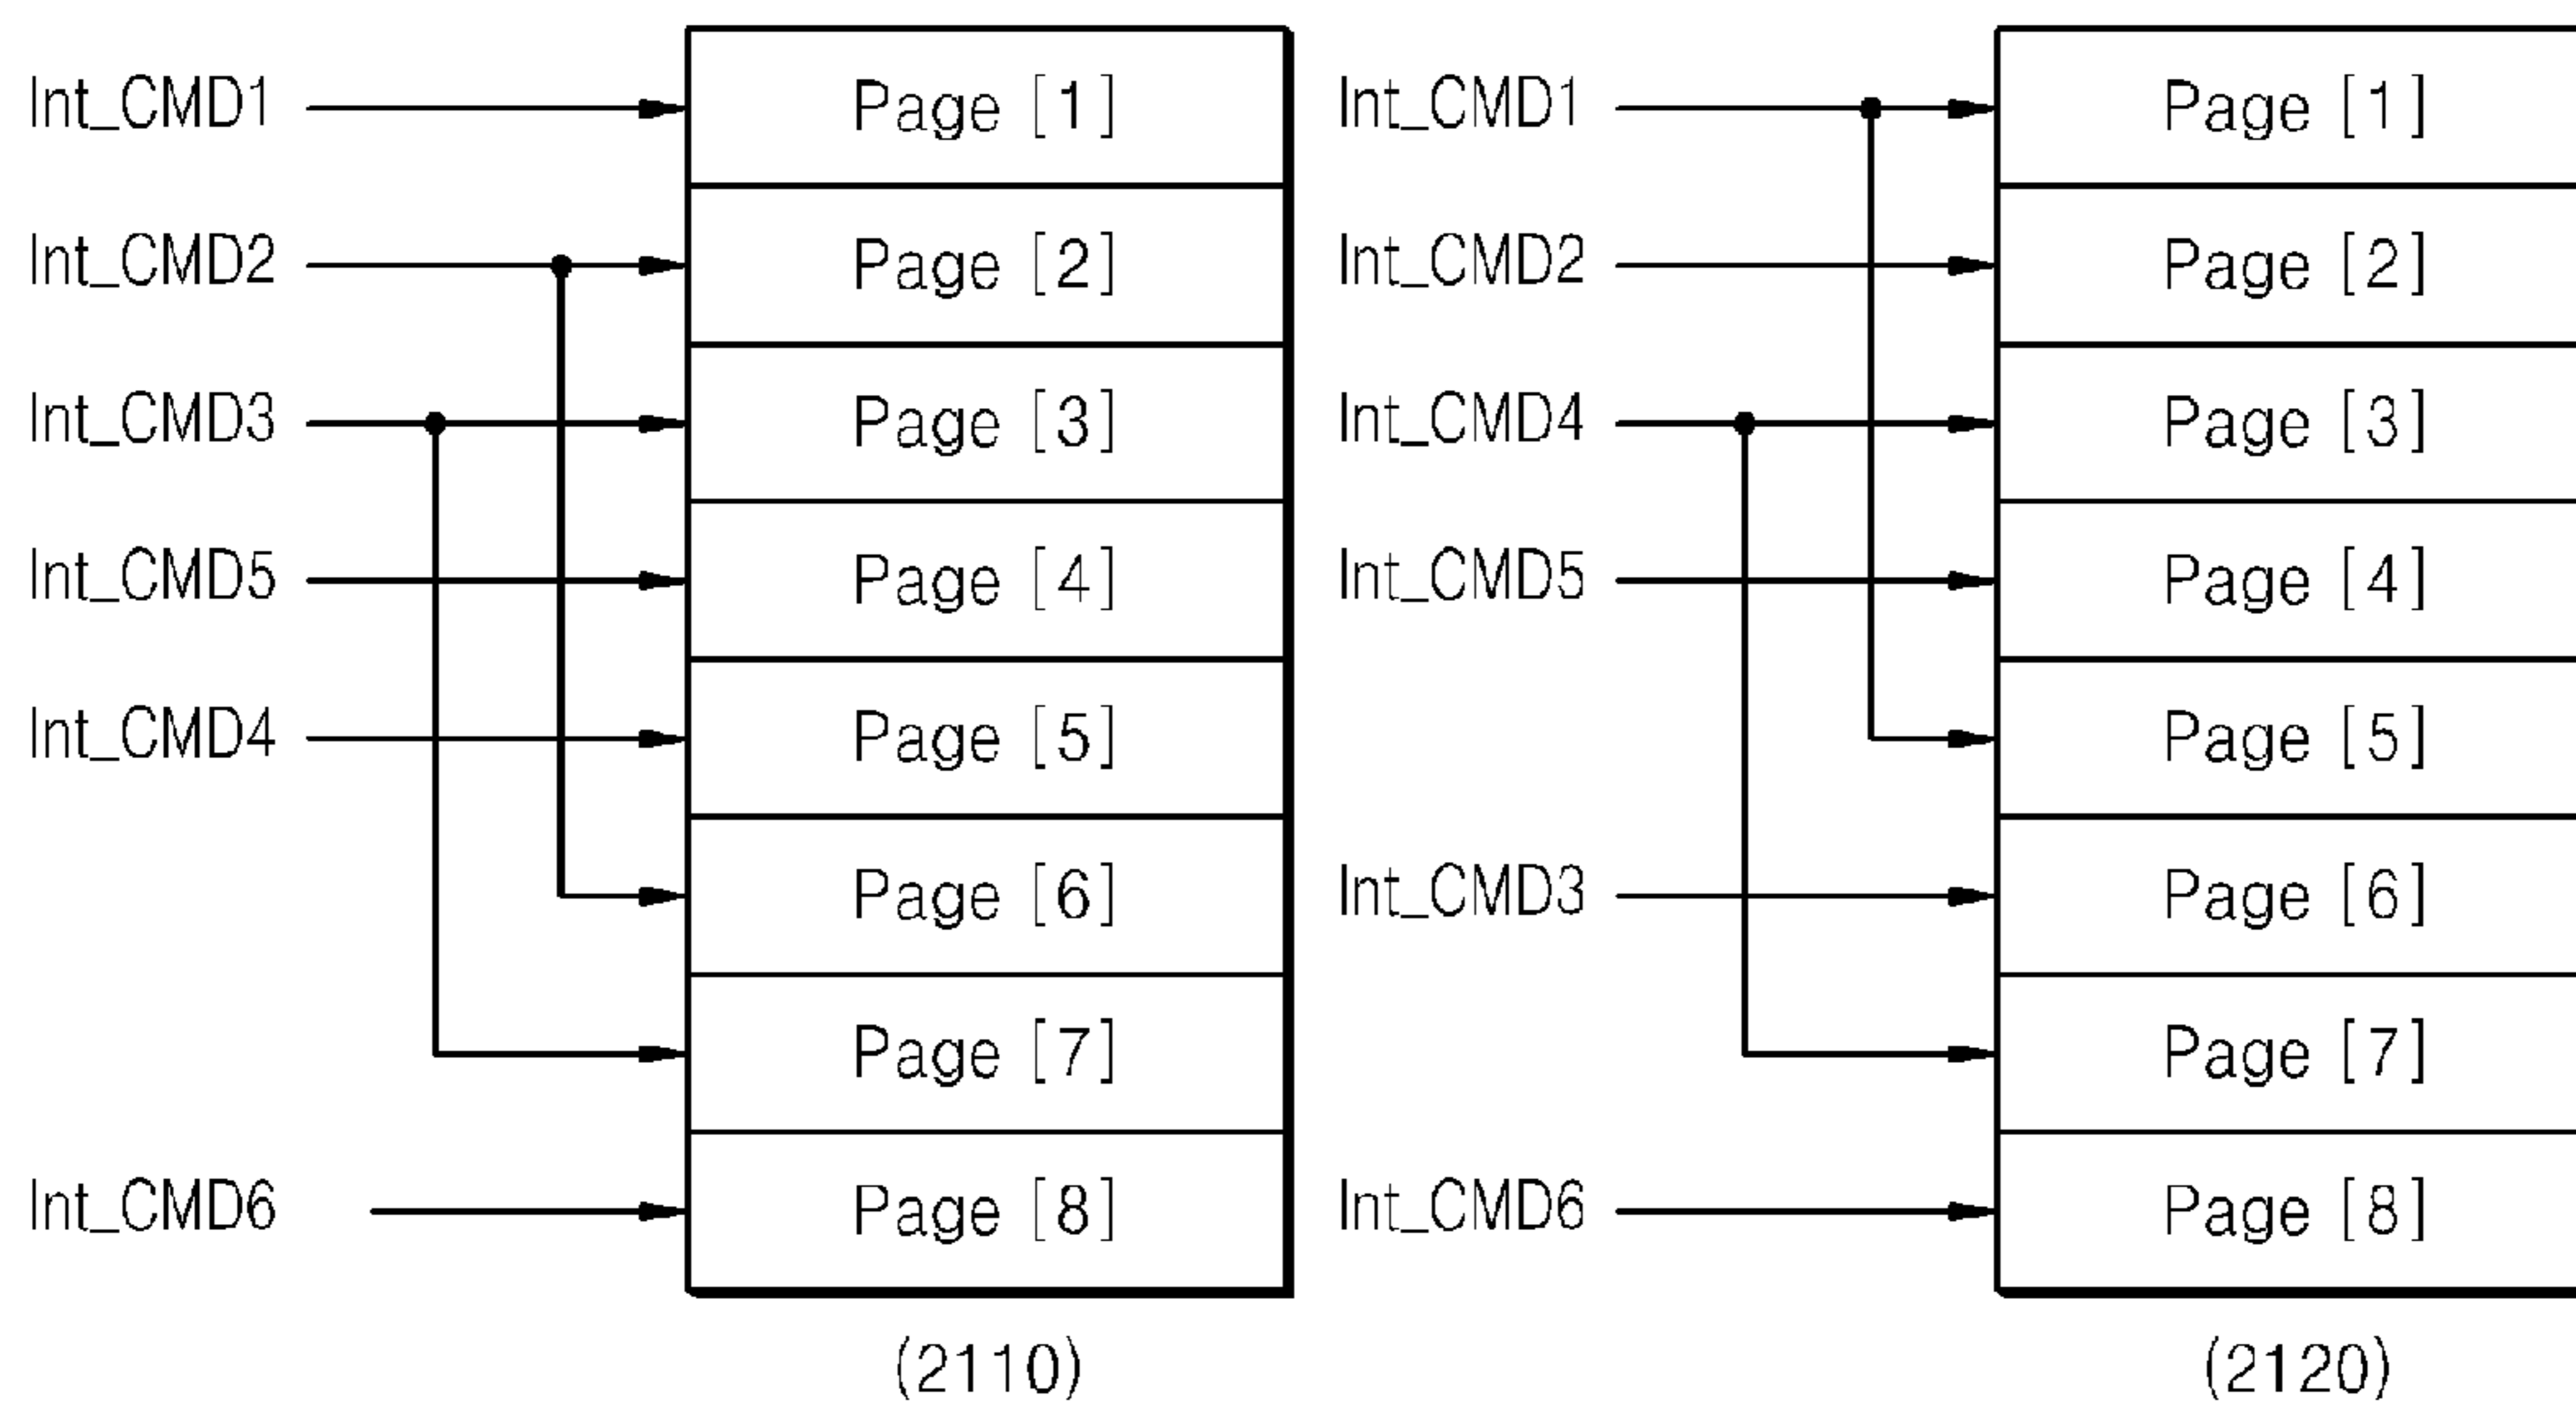 Int_CMD1 Page [1] Int_CMD1 Page [1]
Int_CMD2 Page [2] Int_CMD2 Page [2]
Int_CMD3 Page [3] Int_CMD4 Page [3]
Int_CMD5 Page [4] Int_CMD5 Page [4]
Int_CMD4 Page [5] Page [5]
Page [6] Int_CMD3 Page [6]
Page [7] Page [7]
Int_CMD6 Page [8] Int_CMD6 Page [8]
(2110) (2120)